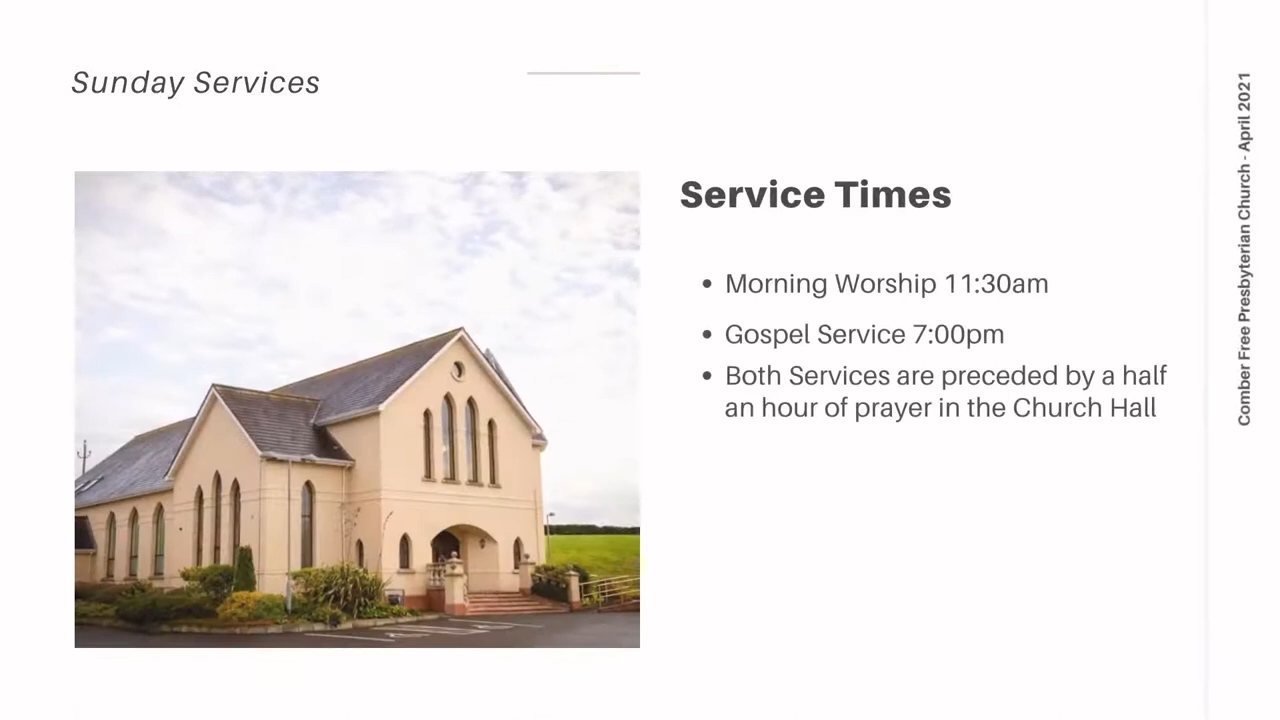 Sunday Services
Service Times
• Morning Worship 11:30am
• Gospel Service 7:00pm
• Both Services are preceded by a half
an hour of prayer in the Church Hall
Comber Free Presbyterian Church - April 2021